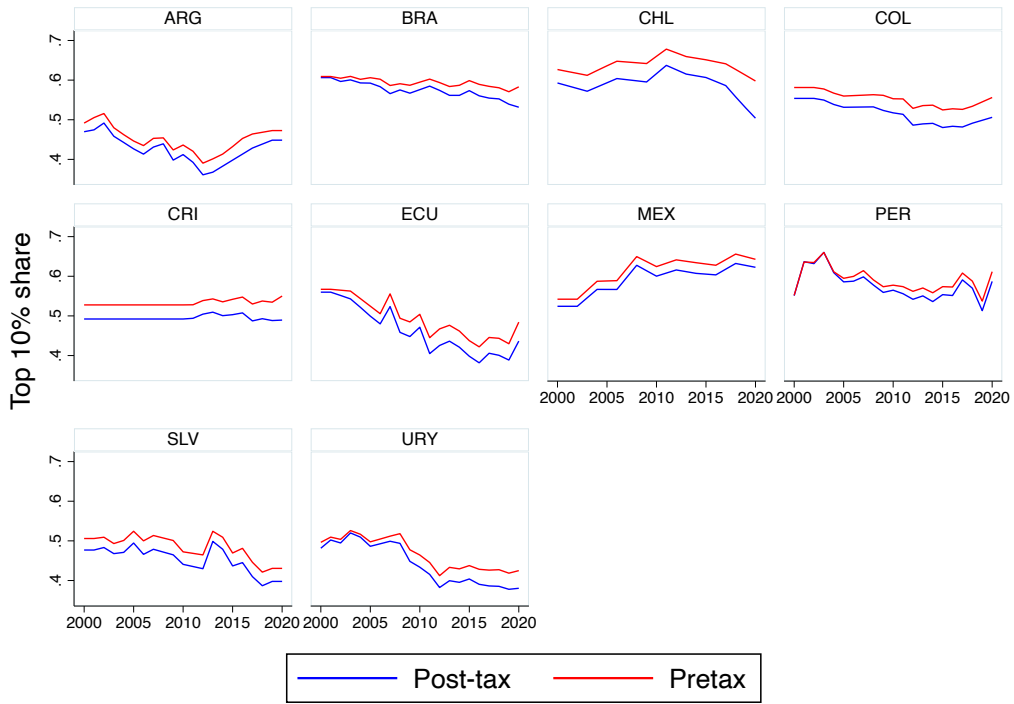 ARG BRA CHL COL
.7
.6
.5
.4
CRI ECU MEX PER
.7
.6
.5
.4
2000 2005 2010 2015 2020 2000 2005 2010 2015 2020
SLV URY
.7
.6
.5
.4
2000 2005 2010 2015 2020 2000 2005 2010 2015 2020
Top 10% share
Post-tax Pretax